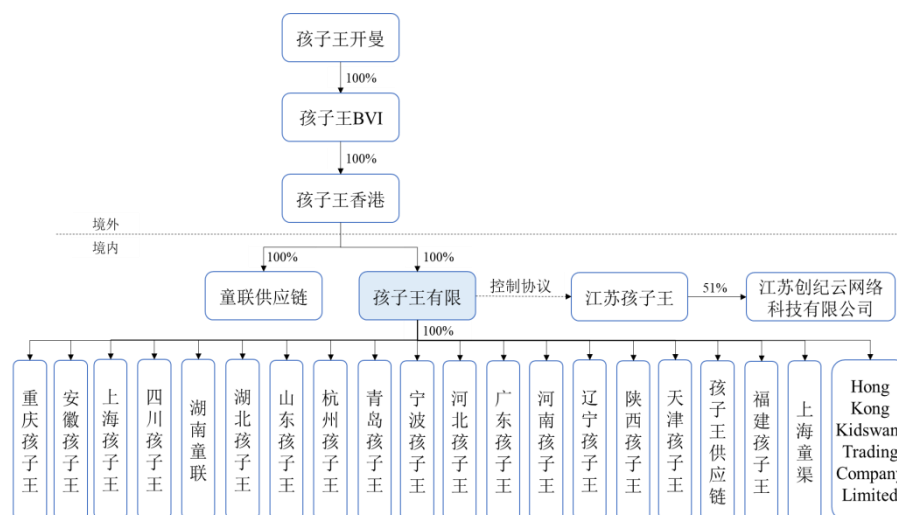 孩子王开曼
100%
孩子王BVI
100%
孩子王香港
境外
境内
100%
100%
童联供应链
孩子王有限
控制协议
江苏孩子王
51%
江苏创纪云网络
科技有限公司
100%
重庆孩子王
安徽孩子王
上海孩子王
四川孩子王
湖南童联
湖北孩子王
山东孩子王
杭州孩子王
青岛孩子王
宁波孩子王
河北孩子王
广东孩子王
河南孩子王
辽宁孩子王
陕西孩子王
天津孩子王
孩子王供应链
福建孩子王
上海童渠
Hong
Kong
Kidswant
Trading
Company
Limited